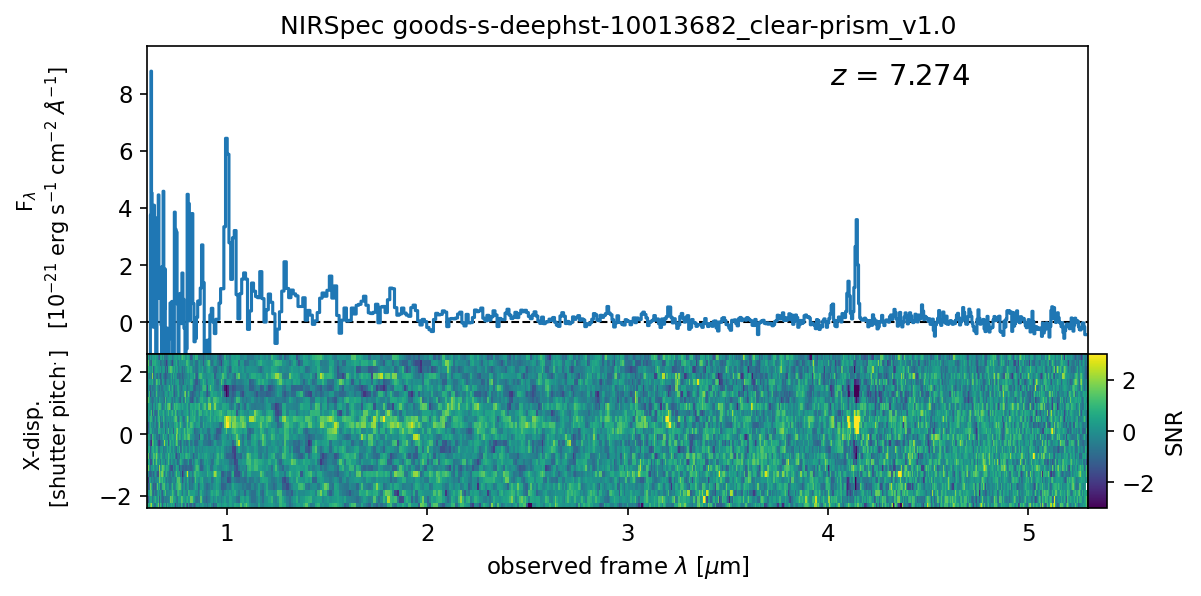 NIRSpec goods-s-deephst-10013682_clear-prism_v1.0
z = 7.274
F_λ
[10⁻²¹ erg s⁻¹ cm⁻² Å⁻¹]
8
6
4
2
0
X-disp.
[shutter pitch]
2
0
−2
SNR
2
0
−2
1
2
3
4
5
observed frame λ [μm]